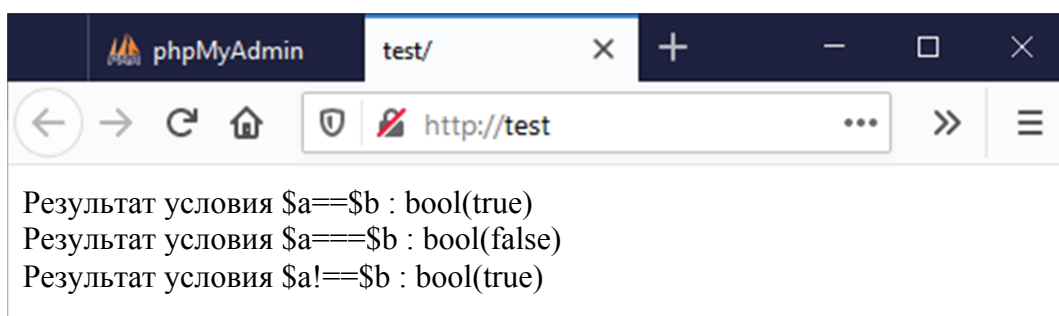 phpMyAdmin test/
http://test
Результат условия $a==$b : bool(true)
Результат условия $a===$b : bool(false)
Результат условия $a!==$b : bool(true)